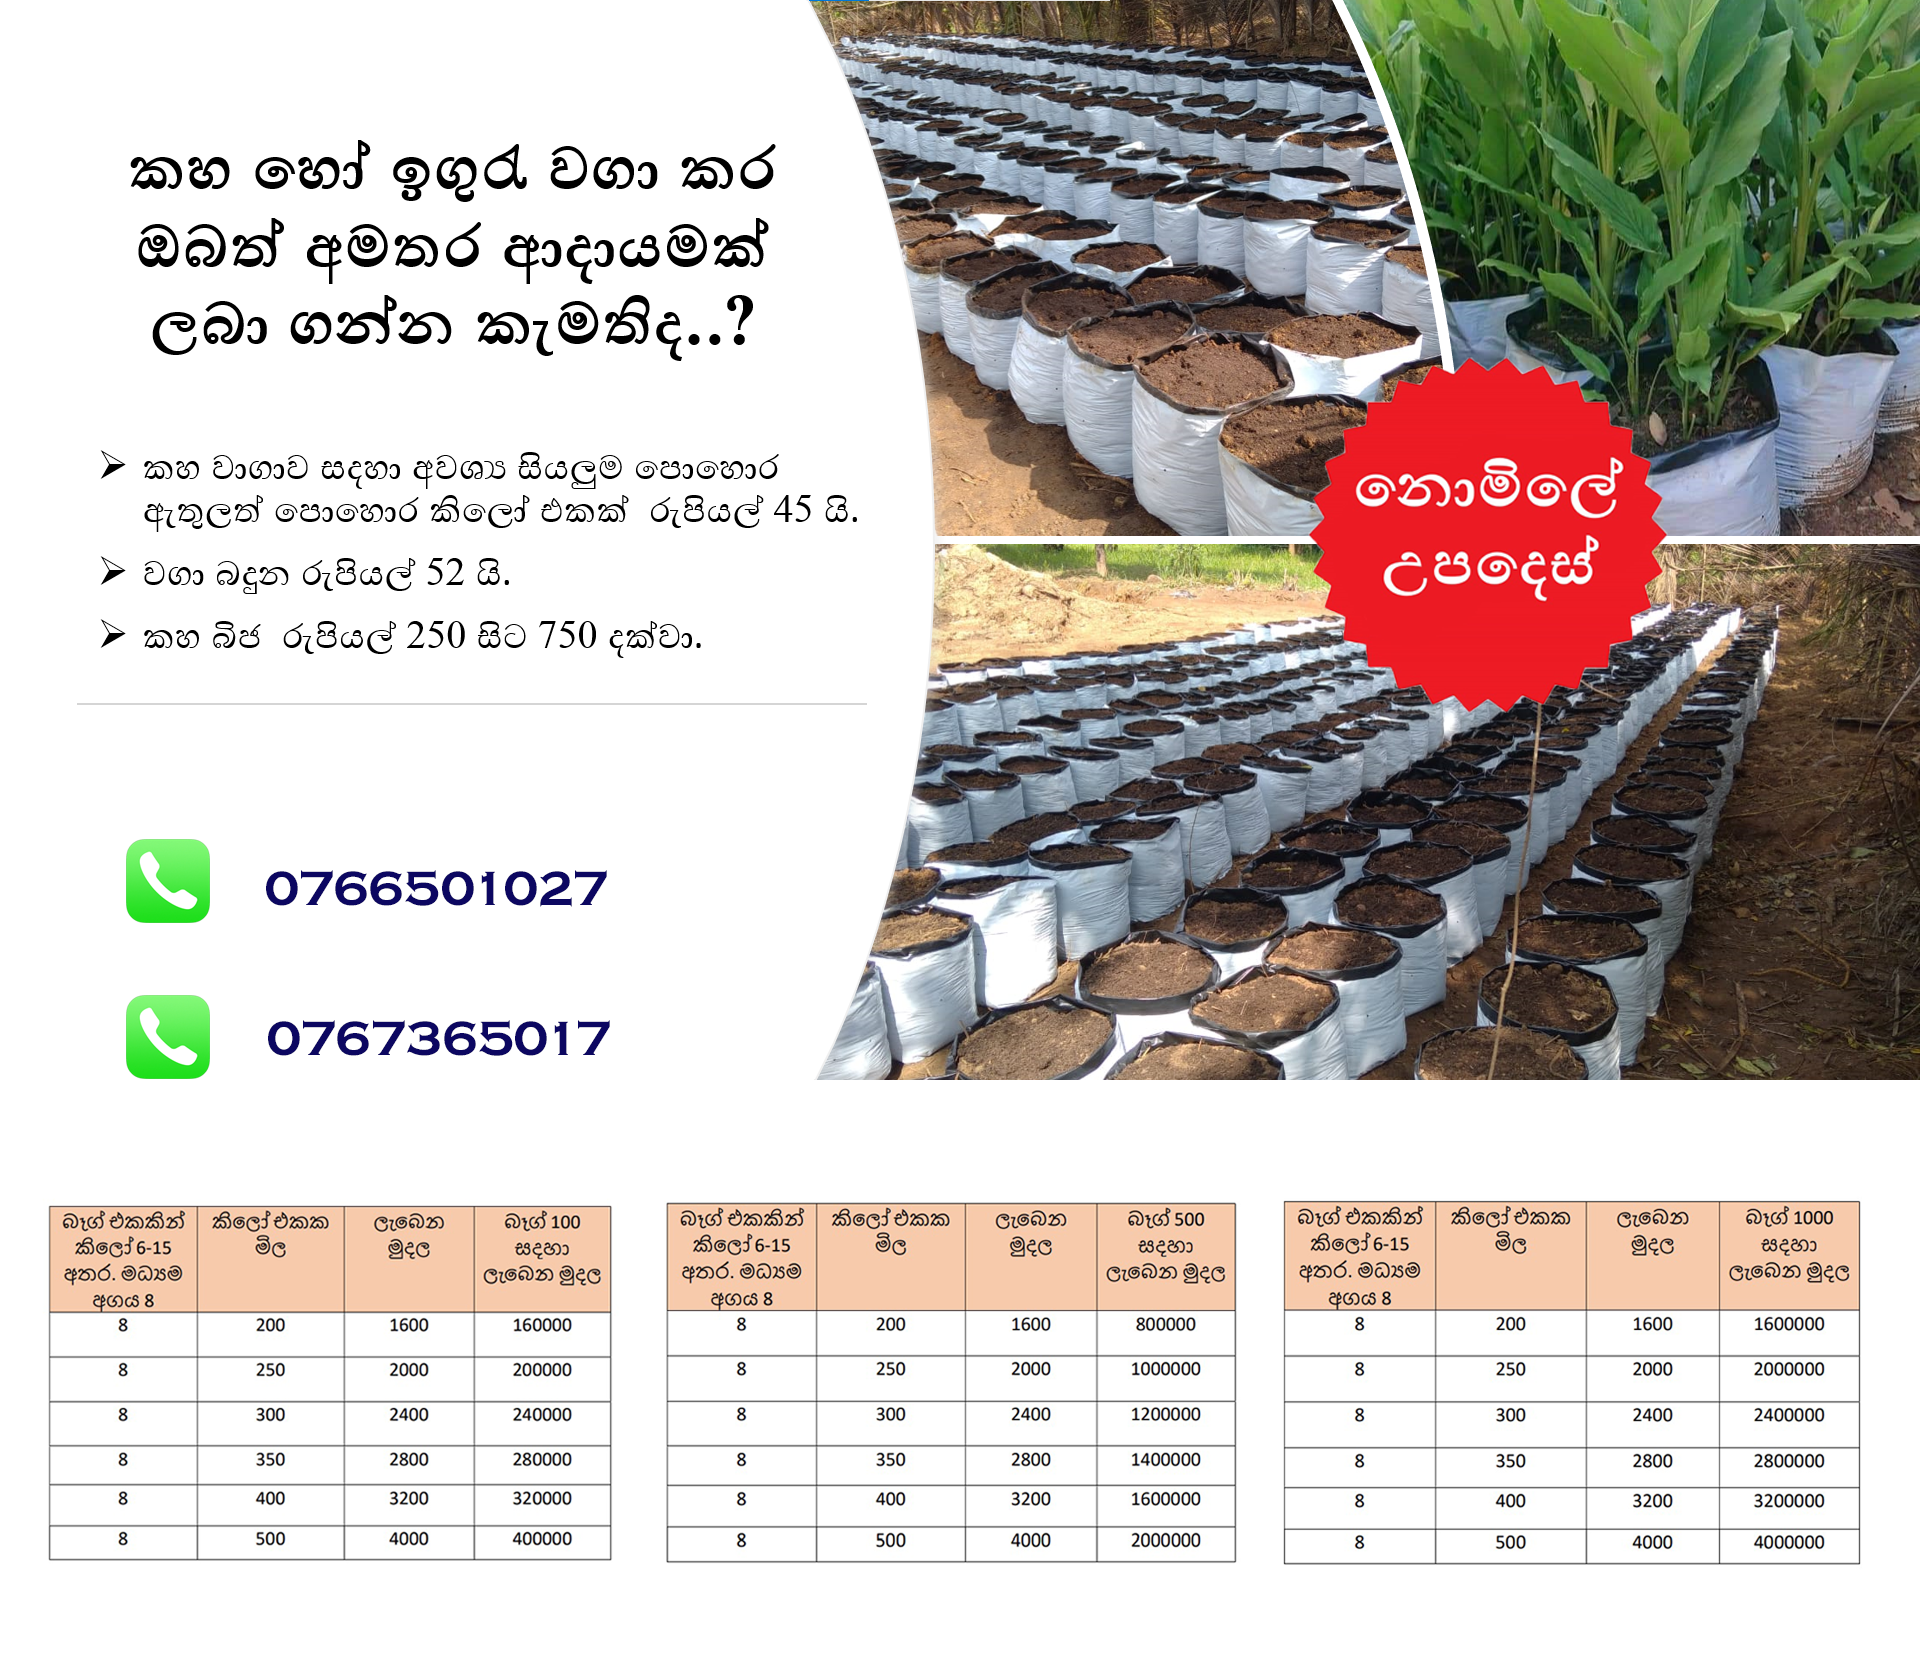 කහ හෝ ඉගුරු වගා කර
ඔබත් අමතර ආදායමක්
ලබා ගන්න කැමතිද..?
කහ වාගාව සදහා අවශ්‍ය සියලුම පොහොර
ඇතුලත් පොහොර කිලෝ එකක් රුපියල් 45 යි.
වගා බදුන රුපියල් 52 යි.
කහ බිජ රුපියල් 250 සිට 750 දක්වා.
නොමිලේ
උපදෙස්
0766501027
0767365017
බෑග් එකකින් කිලෝ එකක ලැබෙන බෑග් 100
කිලෝ 6-15 මිල මුදල සදහා
අතර. මධ්‍යම ලැබෙන මුදල
අගය 8
8 200 1600 160000
8 250 2000 200000
8 300 2400 240000
8 350 2800 280000
8 400 3200 320000
8 500 4000 400000
බෑග් එකකින් කිලෝ එකක ලැබෙන බෑග් 500
කිලෝ 6-15 මිල මුදල සදහා
අතර. මධ්‍යම ලැබෙන මුදල
අගය 8
8 200 1600 800000
8 250 2000 1000000
8 300 2400 1200000
8 350 2800 1400000
8 400 3200 1600000
8 500 4000 2000000
බෑග් එකකින් කිලෝ එකක ලැබෙන බෑග් 1000
කිලෝ 6-15 මිල මුදල සදහා
අතර. මධ්‍යම ලැබෙන මුදල
අගය 8
8 200 1600 1600000
8 250 2000 2000000
8 300 2400 2400000
8 350 2800 2800000
8 400 3200 3200000
8 500 4000 4000000